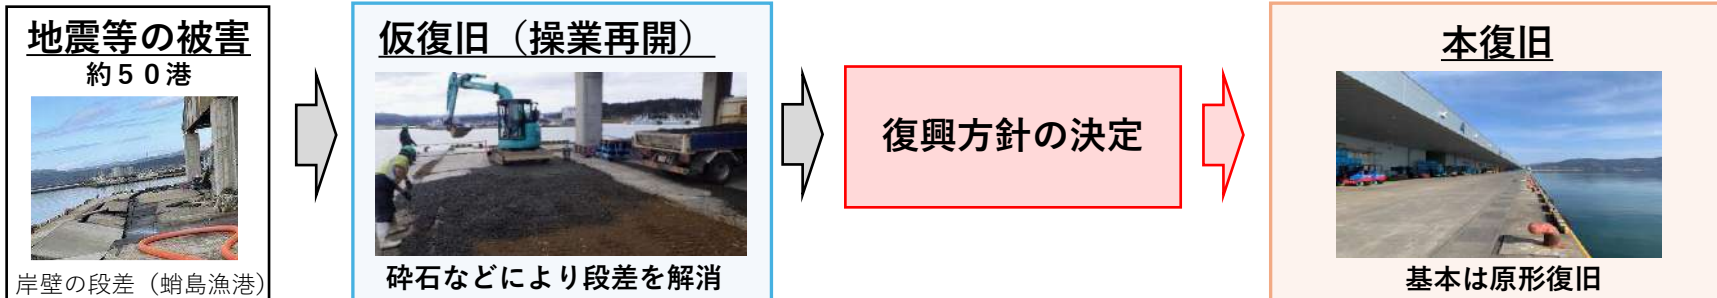 地震等の被害
約５０港
岸壁の段差（蛸島漁港）
仮復旧（操業再開）
砕石などにより段差を解消
復興方針の決定
本復旧
基本は原形復旧